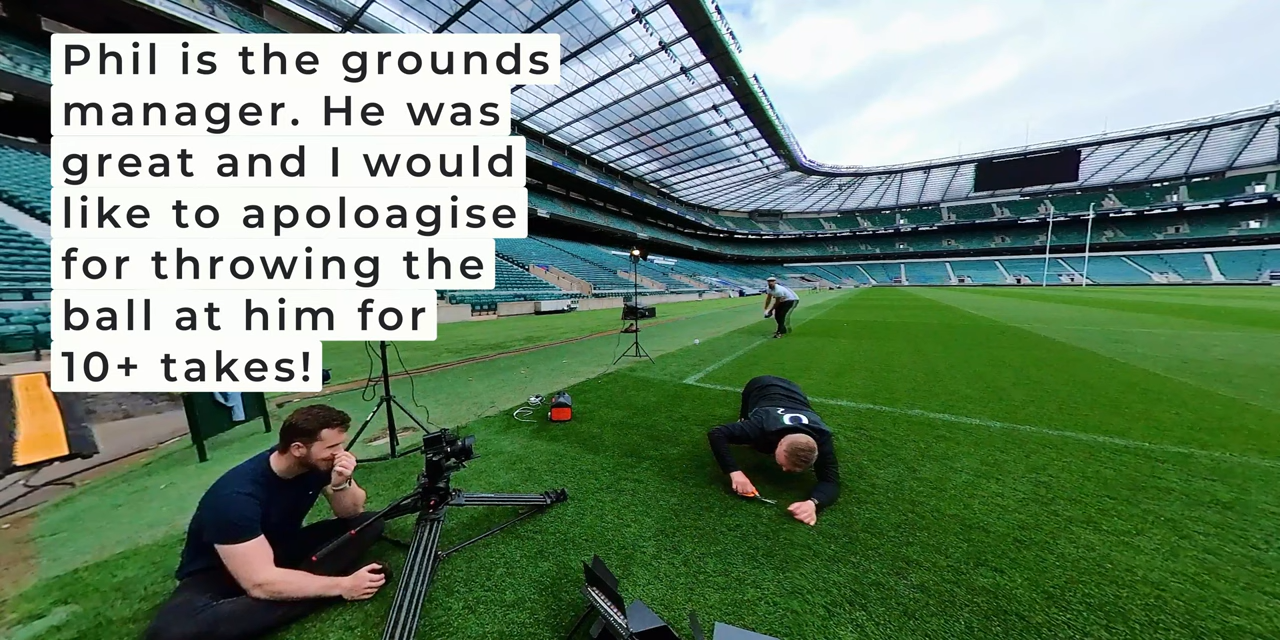 Phil is the grounds
manager. He was
great and I would
like to apoloagise
for throwing the
ball at him for
10+ takes!
O2